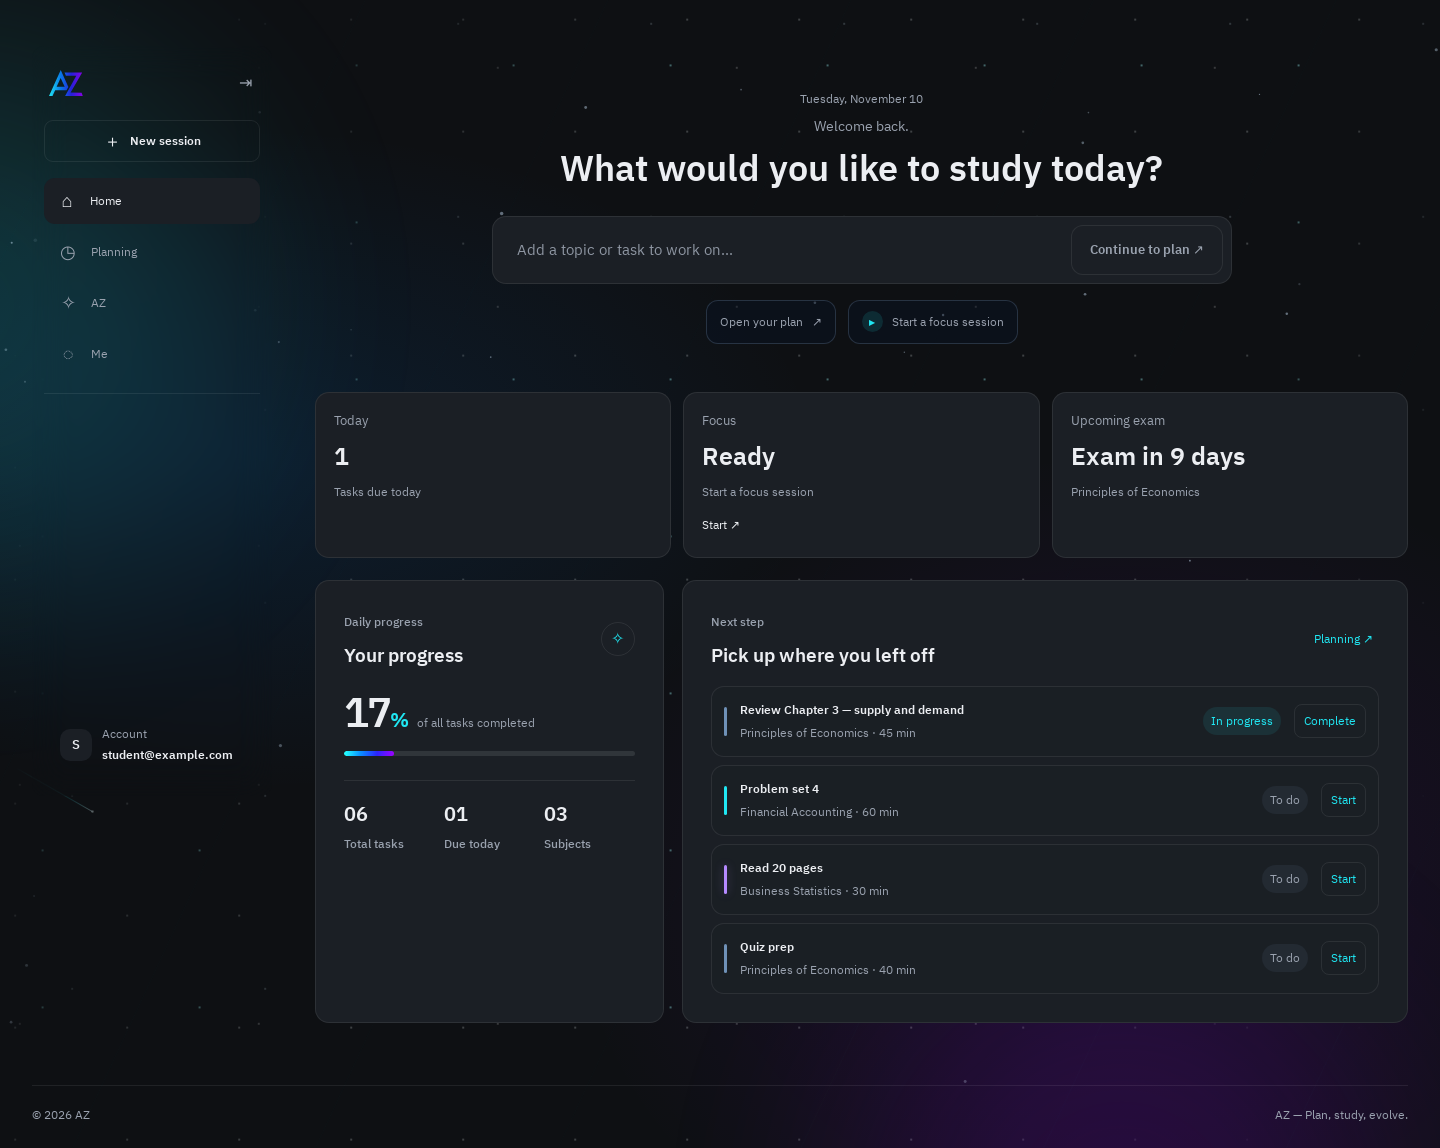 AZ
New session
Home
Planning
AZ
Me
Account
S
student@example.com
Tuesday, November 10
Welcome back.
What would you like to study today?
Add a topic or task to work on...
Continue to plan ↗
Open your plan ↗
Start a focus session
Today
1
Tasks due today
Focus
Ready
Start a focus session
Start ↗
Upcoming exam
Exam in 9 days
Principles of Economics
Daily progress
Your progress
17% of all tasks completed
06
Total tasks
01
Due today
03
Subjects
Next step
Pick up where you left off
Planning ↗
Review Chapter 3 — supply and demand
Principles of Economics · 45 min
In progress
Complete
Problem set 4
Financial Accounting · 60 min
To do
Start
Read 20 pages
Business Statistics · 30 min
To do
Start
Quiz prep
Principles of Economics · 40 min
To do
Start
© 2026 AZ
AZ — Plan, study, evolve.